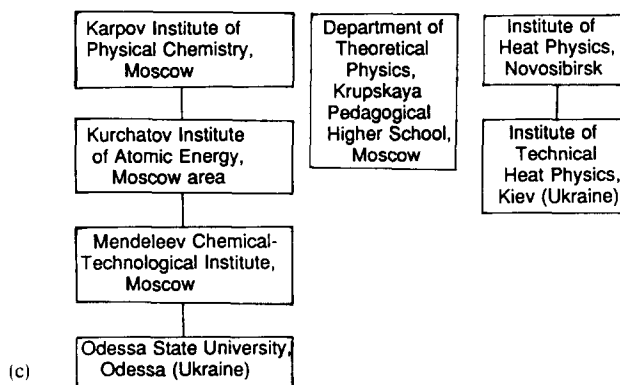 Karpov Institute of
Physical Chemistry,
Moscow
Kurchatov Institute
of Atomic Energy,
Moscow area
Mendeleev Chemical-
Technological Institute,
Moscow
Odessa State University,
Odessa (Ukraine)
Department of
Theoretical
Physics,
Krupskaya
Pedagogical
Higher School,
Moscow
Institute of
Heat Physics,
Novosibirsk
Institute of
Technical
Heat Physics,
Kiev (Ukraine)
(c)